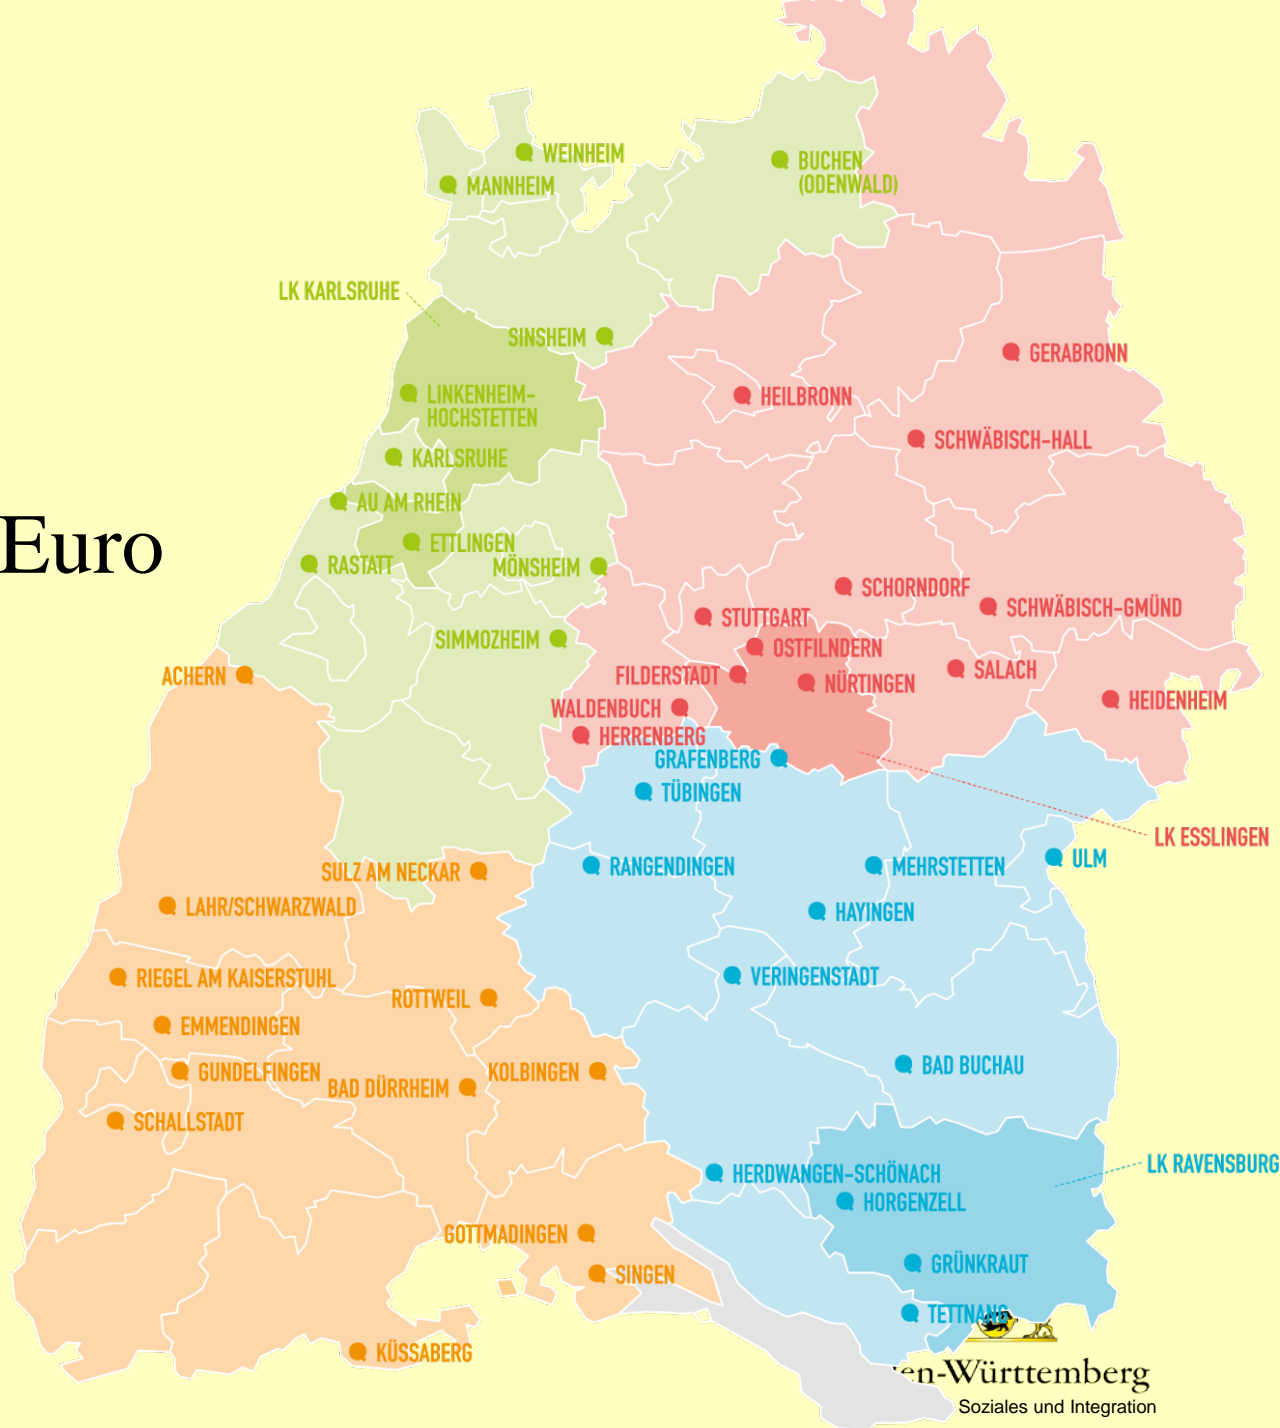 WEINHEIM
MANNHEIM
BUCHEN
(ODENWALD)
LK KARLSRUHE
SINSHEIM
GERABRONN
LINKENHEIM-
HOCHSTETTEN
HEILBRONN
SCHWÄBISCH-HALL
KARLSRUHE
AU AM RHEIN
Euro
ETTLINGEN
RASTATT
MÖNSHEIM
SCHORNDORF
SCHWÄBISCH-GMÜND
STUTTGART
SIMMOZHEIM
OSTFILNDERN
ACHERN
FILDERSTADT
NÜRTINGEN
SALACH
HEIDENHEIM
WALDENBUCH
HERRENBERG
GRAFENBERG
TÜBINGEN
LK ESSLINGEN
SULZ AM NECKAR
RANGENDINGEN
MEHRSTETTEN
ULM
LAHR/SCHWARZWALD
HAYINGEN
RIEGEL AM KAISERSTUHL
VERINGENSTADT
ROTTWEIL
EMMENDINGEN
GUNDELFINGEN
KOLBINGEN
BAD BUCHAU
BAD DÜRRHEIM
SCHALLSTADT
LK RAVENSBURG
HERDWANGEN-SCHÖNACH
HORGENZELL
GOTTMADINGEN
SINGEN
GRÜNKRAUT
TETTNANG
KÜSSABERG
en-Württemberg
Soziales und Integration